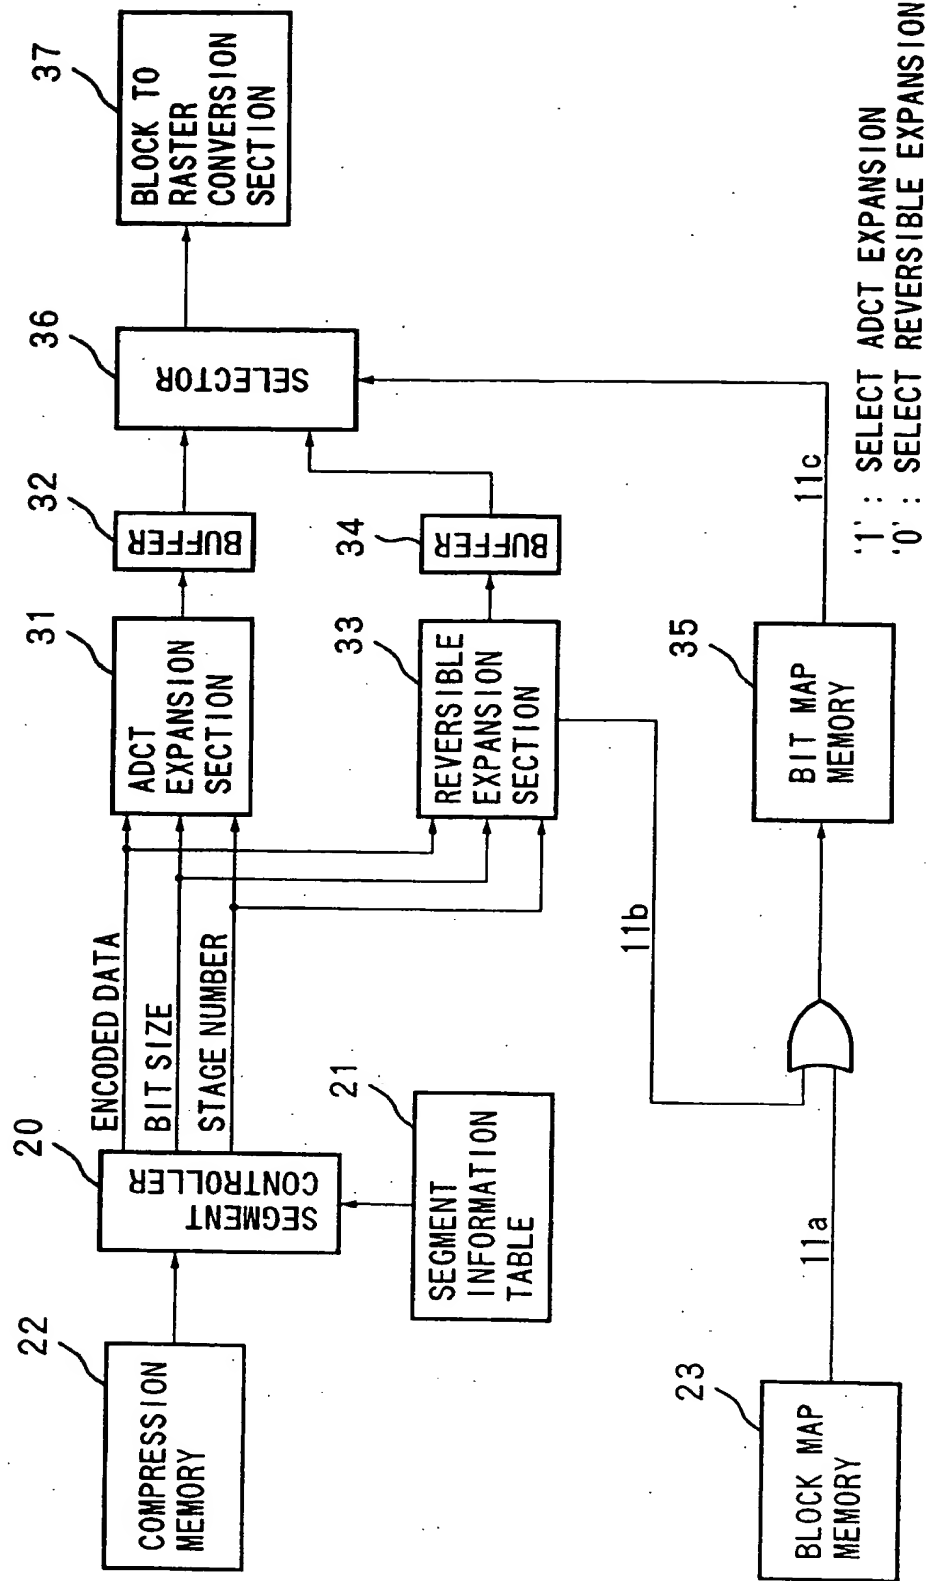 22
COMPRESSION
MEMORY
20
SEGMENT
CONTROLLER
ENCODED DATA
BIT SIZE
STAGE NUMBER
21
SEGMENT
INFORMATION
TABLE
31
ADCT
EXPANSION
SECTION
32
BUFFER
33
REVERSIBLE
EXPANSION
SECTION
34
BUFFER
36
SELECTOR
37
BLOCK TO
RASTER
CONVERSION
SECTION
23
BLOCK MAP
MEMORY
11a
11b
35
BIT MAP
MEMORY
11c
'1' : SELECT ADCT EXPANSION
'0' : SELECT REVERSIBLE EXPANSION